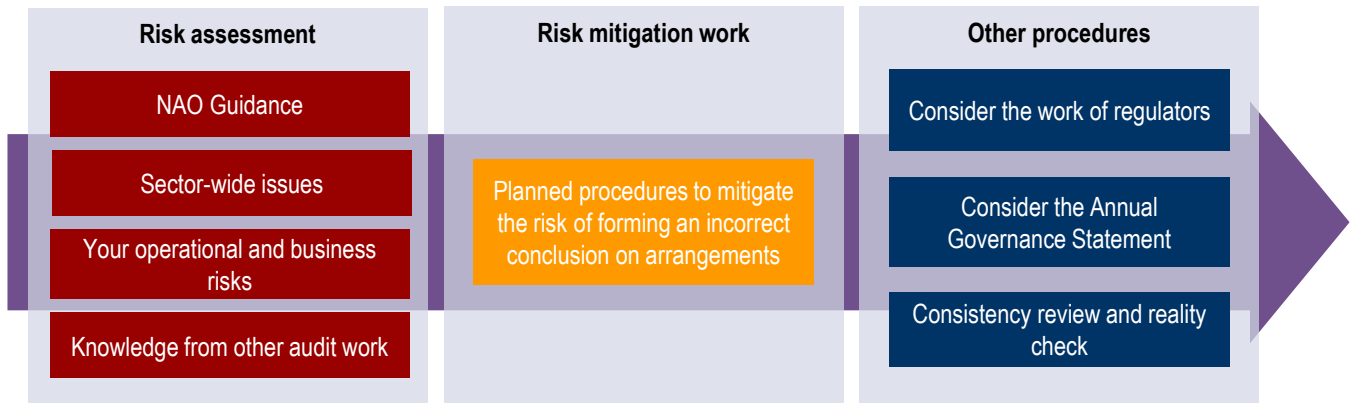 Risk assessment
NAO Guidance
Sector-wide issues
Your operational and business
risks
Knowledge from other audit work
Risk mitigation work
Planned procedures to mitigate
the risk of forming an incorrect
conclusion on arrangements
Other procedures
Consider the work of regulators
Consider the Annual
Governance Statement
Consistency review and reality
check